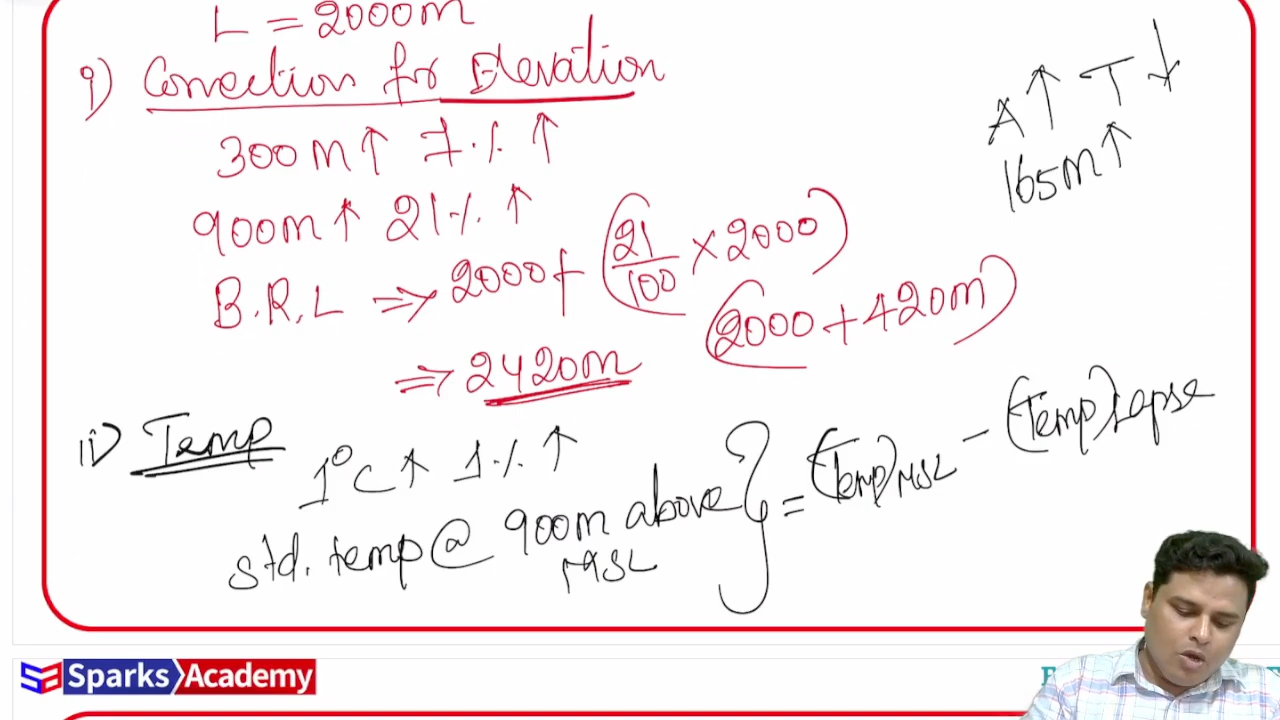 L = 2000m
i) Correction for Elevation
300m↑ 7% ↑
A↑ T↓
165m↑
900m↑ 21% ↑
B.R.L ⇒ 2000 + (21/100 × 2000)
(2000 + 420m)
⇒ 2420m
ii) Temp
1°C ↑ 1% ↑
std. temp @ 900m above MSL } = (Temp)MSL - (Temp)Lapse
Sparks Academy